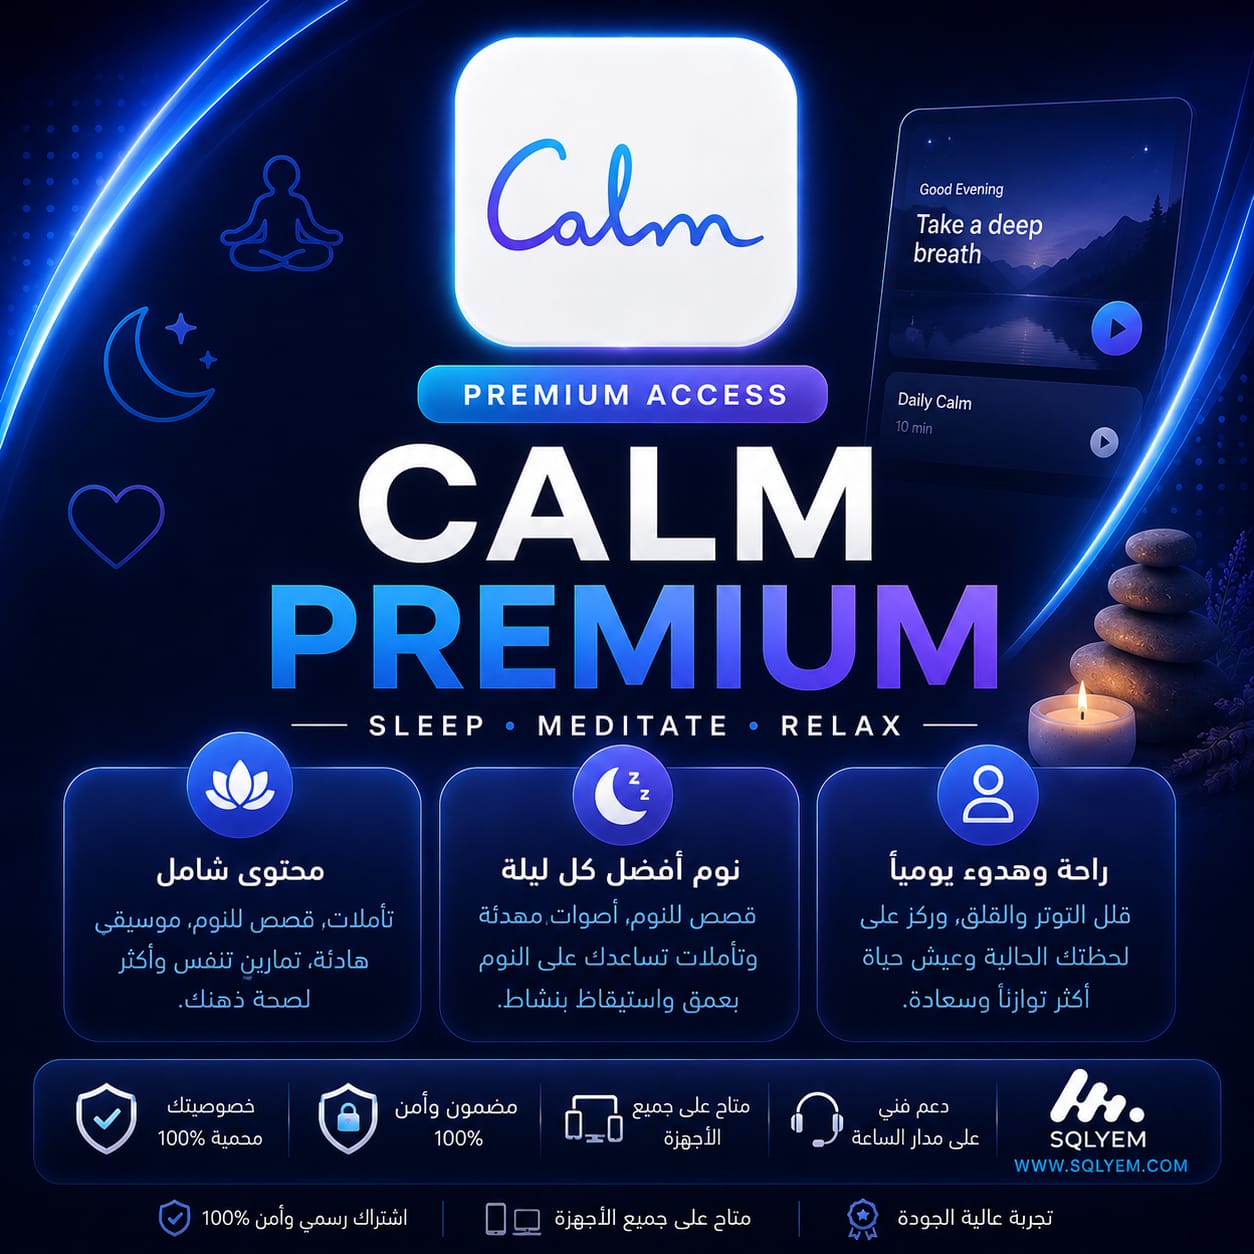 Calm
Good Evening
Take a deep
breath
Daily Calm
10 min
PREMIUM ACCESS
CALM
PREMIUM
SLEEP • MEDITATE • RELAX
راحة وهدوء يومياً
قلل التوتر والقلق، وركز على
لحظتك الحالية وعيش حياة
أكثر توازناً وسعادة.
z
z
نوم أفضل كل ليلة
قصص للنوم، أصوات مهدئة
وتأملات تساعدك على النوم
بعمق واستيقاظ بنشاط.
محتوى شامل
تأملات، قصص للنوم، موسيقى
هادئة، تمارين تنفس وأكثر
لصحة ذهنك.
SQLYEM
WWW.SQLYEM.COM
دعم فني
على مدار الساعة
متاح على جميع
الأجهزة
مضمون وأمن
100%
خصوصيتك
محمية 100%
تجربة عالية الجودة
متاح على جميع الأجهزة
اشتراك رسمي وأمن 100%